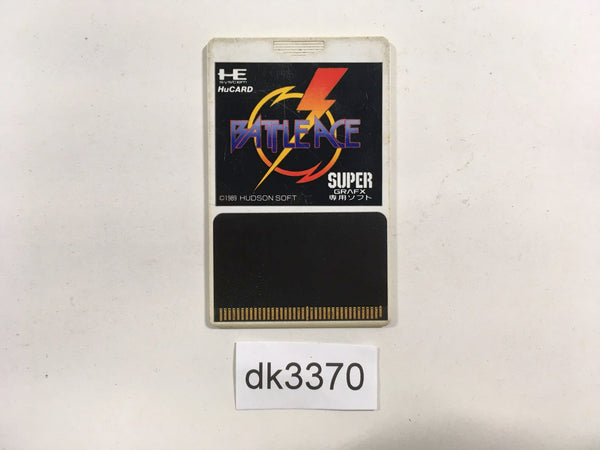 HE
SYSTEM
HuCARD
BATTLE ACE
SUPER
GRAFX
専用ソフト
©1989 HUDSON SOFT
dk3370